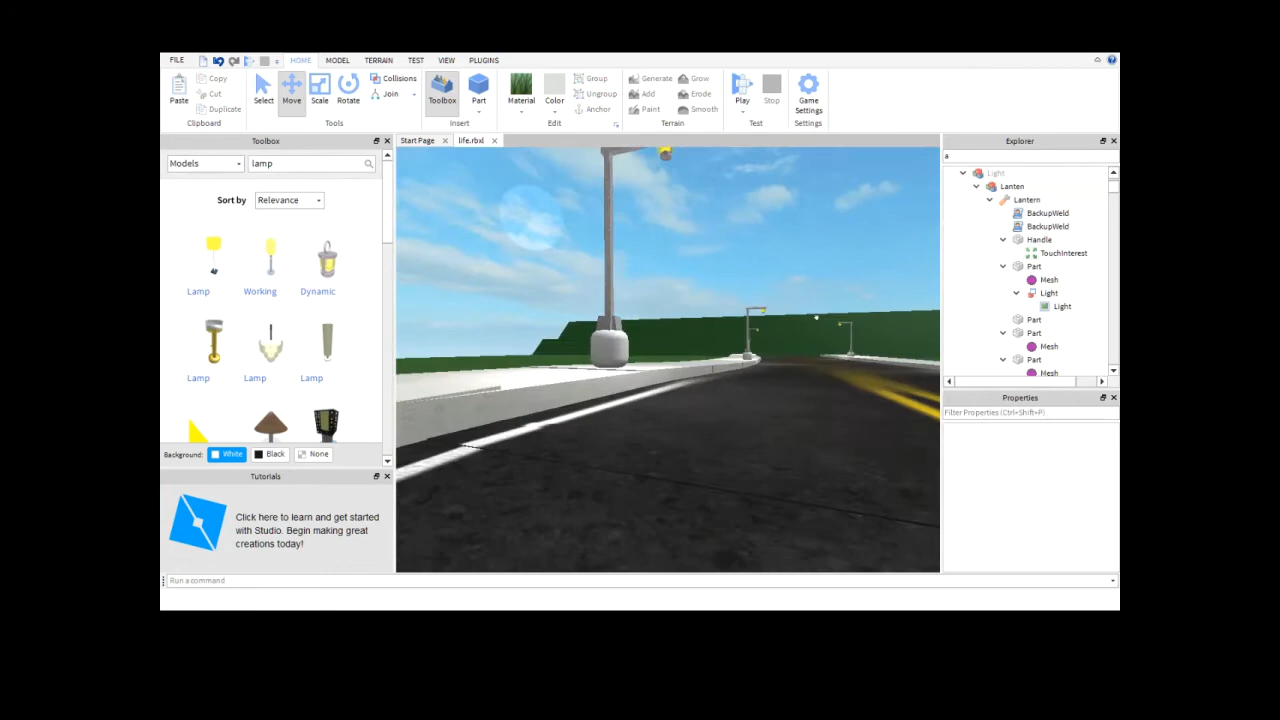 FILE HOME MODEL TERRAIN TEST VIEW PLUGINS
Copy Collisions Group Generate Grow
Cut Join Ungroup Add Erode
Paste Duplicate Select Move Scale Rotate Toolbox Part Material Color Anchor Paint Smooth Play Stop Game Settings
Clipboard Tools Insert Edit Terrain Test Settings
Toolbox
Start Page life.rbxl
Explorer
Models lamp
a
Sort by Relevance
Lamp Working Dynamic
Lamp Lamp Lamp
Background: White Black None
Tutorials
Click here to learn and get started
with Studio. Begin making great
creations today!
Light
Lanten
Lantern
BackupWeld
BackupWeld
Handle
TouchInterest
Part
Mesh
Light
Light
Part
Part
Mesh
Part
Mesh
Properties
Filter Properties (Ctrl+Shift+P)
Run a command